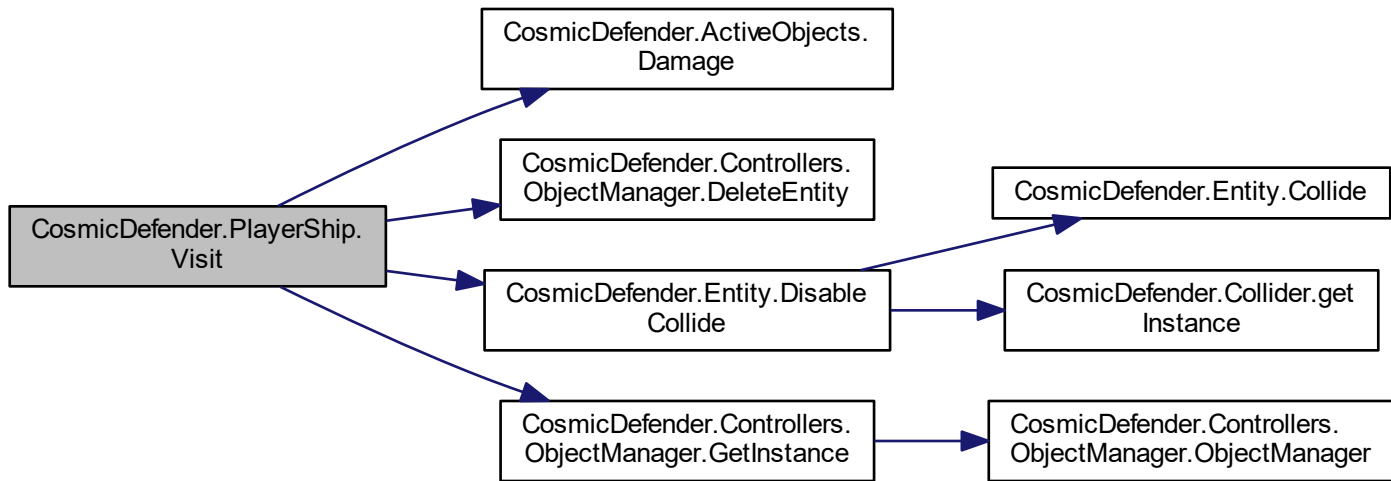 CosmicDefender.ActiveObjects.
Damage
CosmicDefender.Controllers.
ObjectManager.DeleteEntity
CosmicDefender.Entity.Collide
CosmicDefender.PlayerShip.
Visit
CosmicDefender.Entity.Disable
Collide
CosmicDefender.Collider.get
Instance
CosmicDefender.Controllers.
ObjectManager.GetInstance
CosmicDefender.Controllers.
ObjectManager.ObjectManager